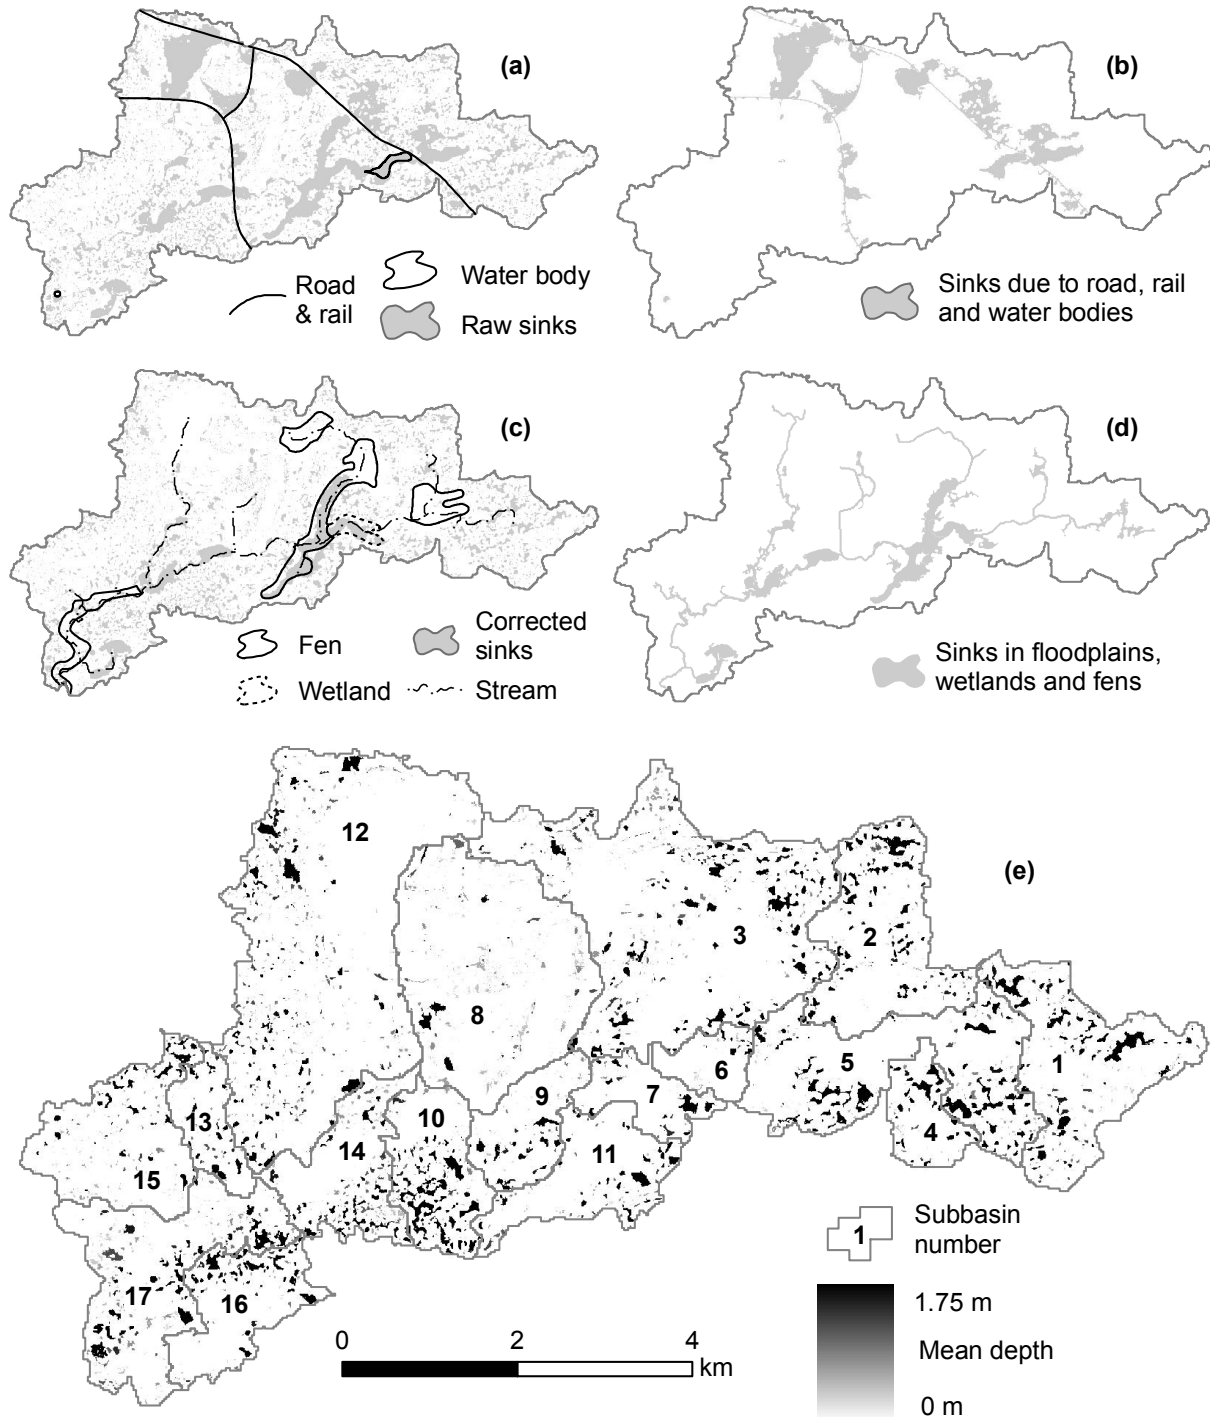 (a)
(b)
Road
& rail
Water body
Raw sinks
Sinks due to road, rail
and water bodies
(c)
(d)
Fen
Corrected
sinks
Wetland
Stream
Sinks in floodplains,
wetlands and fens
(e)
12
3
2
8
1
6
5
9
7
10
13
14
11
4
15
17
16
1
Subbasin
number
0
2
4
km
1.75 m
Mean depth
0 m